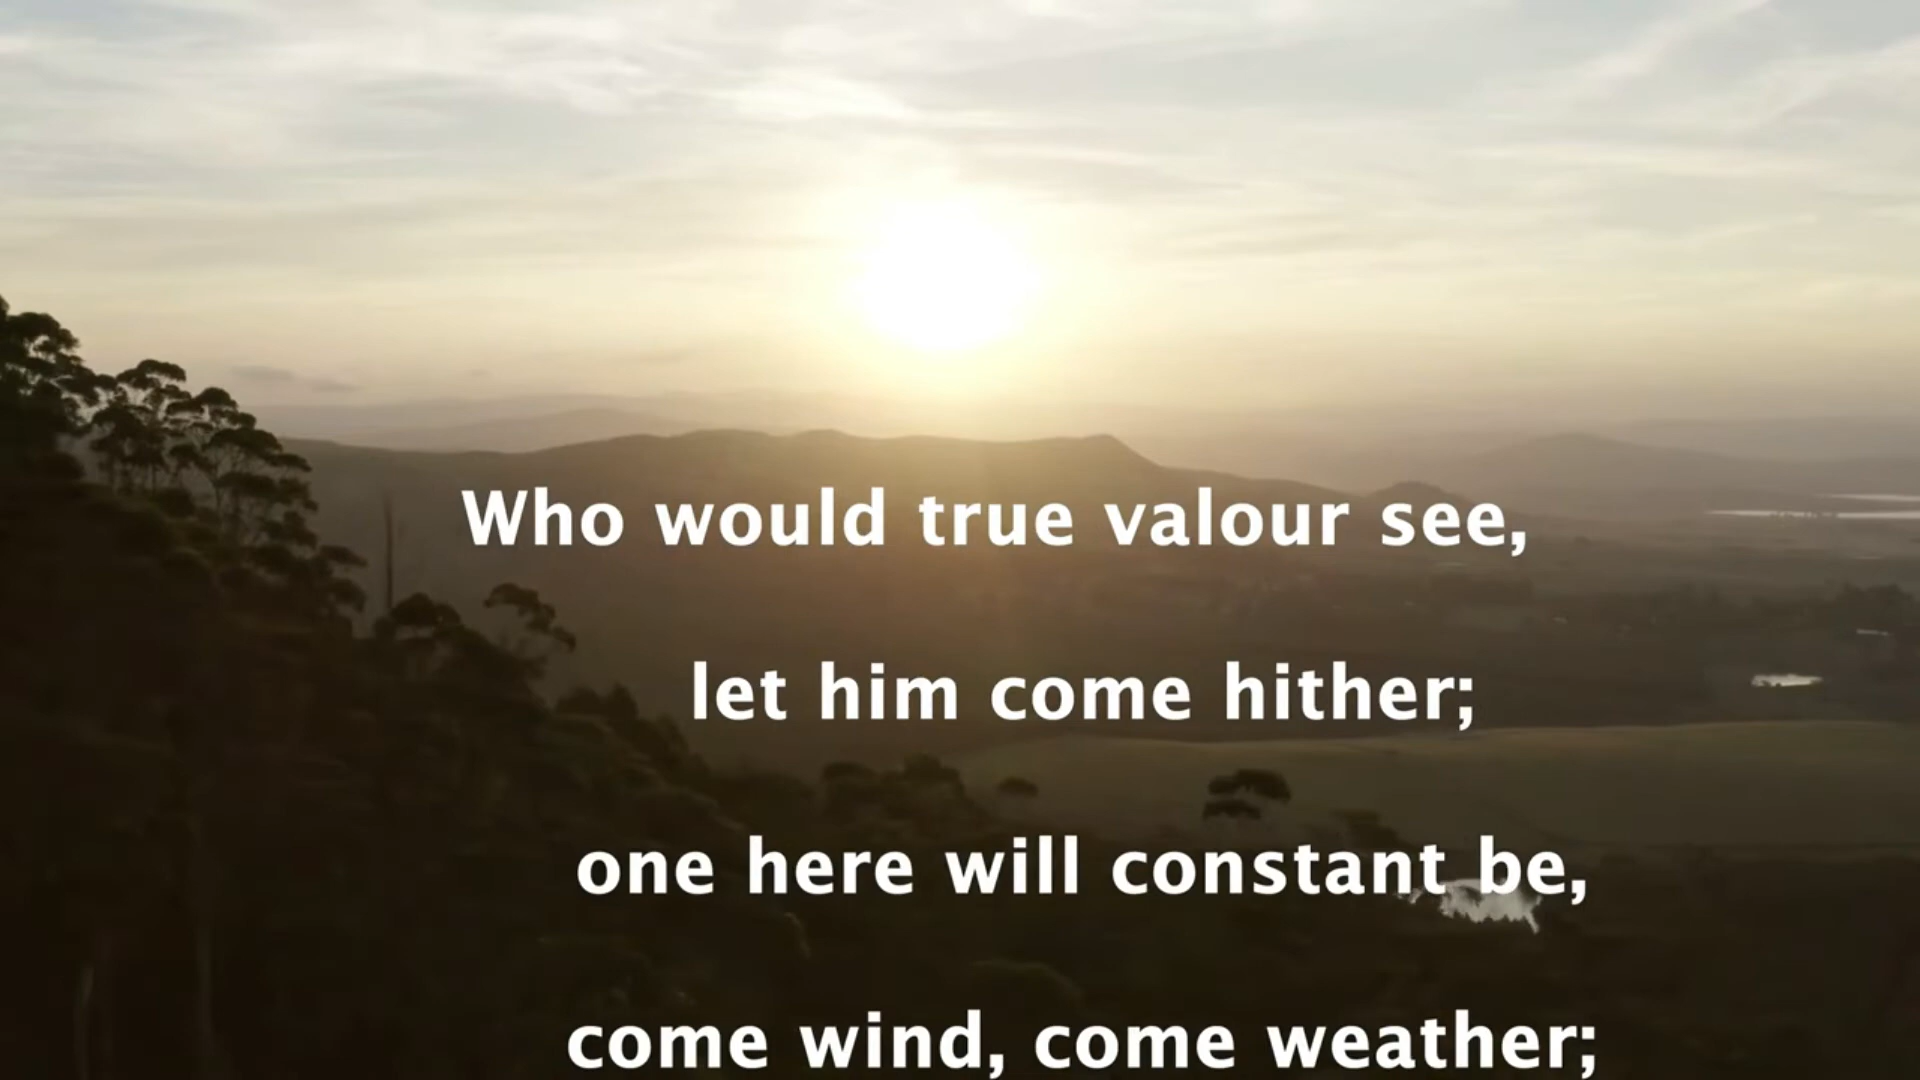 Who would true valour see,
let him come hither;
one here will constant be,
come wind, come weather;